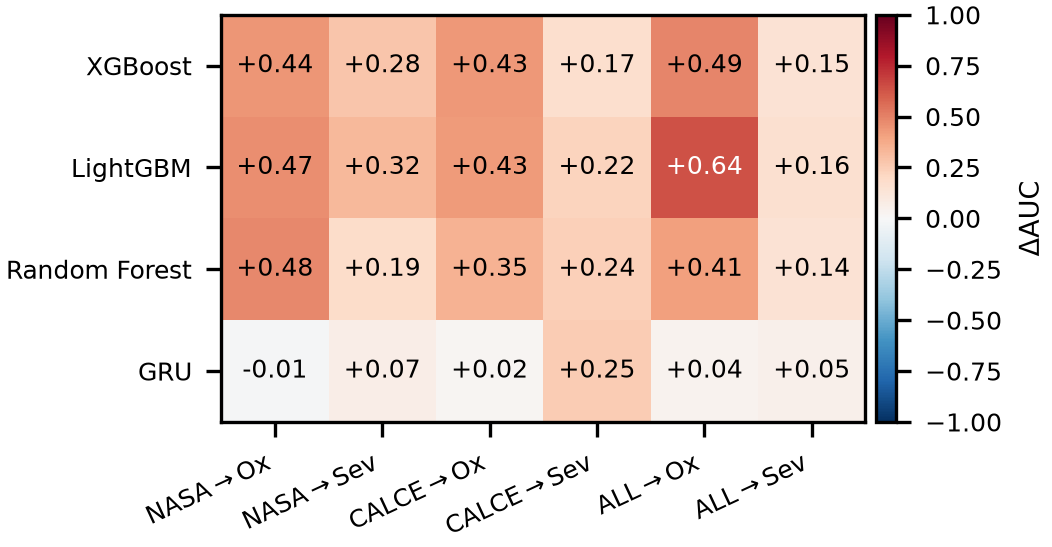 XGBoost +0.44 +0.28 +0.43 +0.17 +0.49 +0.15
LightGBM +0.47 +0.32 +0.43 +0.22 +0.64 +0.16
Random Forest +0.48 +0.19 +0.35 +0.24 +0.41 +0.14
GRU -0.01 +0.07 +0.02 +0.25 +0.04 +0.05
NASA→Ox NASA→Sev CALCE→Ox CALCE→Sev ALL→Ox ALL→Sev
1.00
0.75
0.50
0.25
0.00
−0.25
−0.50
−0.75
−1.00
ΔAUC